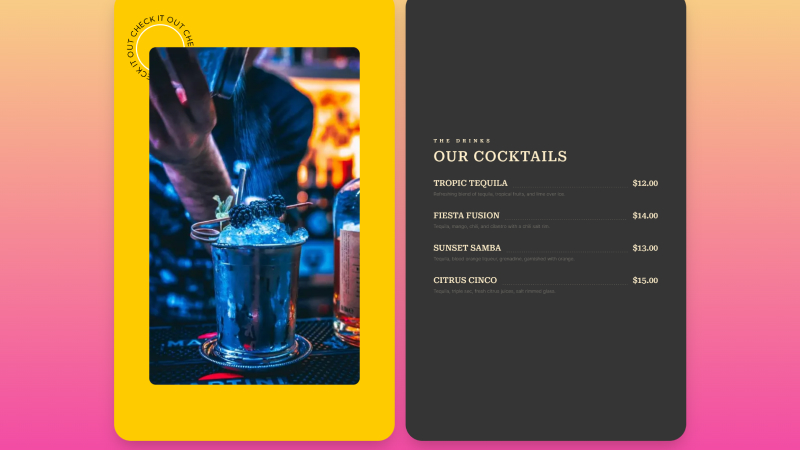 CHECK IT OUT CHECK IT OUT
THE DRINKS
OUR COCKTAILS
TROPIC TEQUILA $12.00
Refreshing blend of tequila, tropical fruits, and lime over ice.
FIESTA FUSION $14.00
Tequila, mango, chili, and cilantro with a chili salt rim.
SUNSET SAMBA $13.00
Tequila, blood orange liqueur, grenadine, garnished with orange.
CITRUS CINCO $15.00
Tequila, triple sec, fresh citrus juices, salt-rimmed glass.